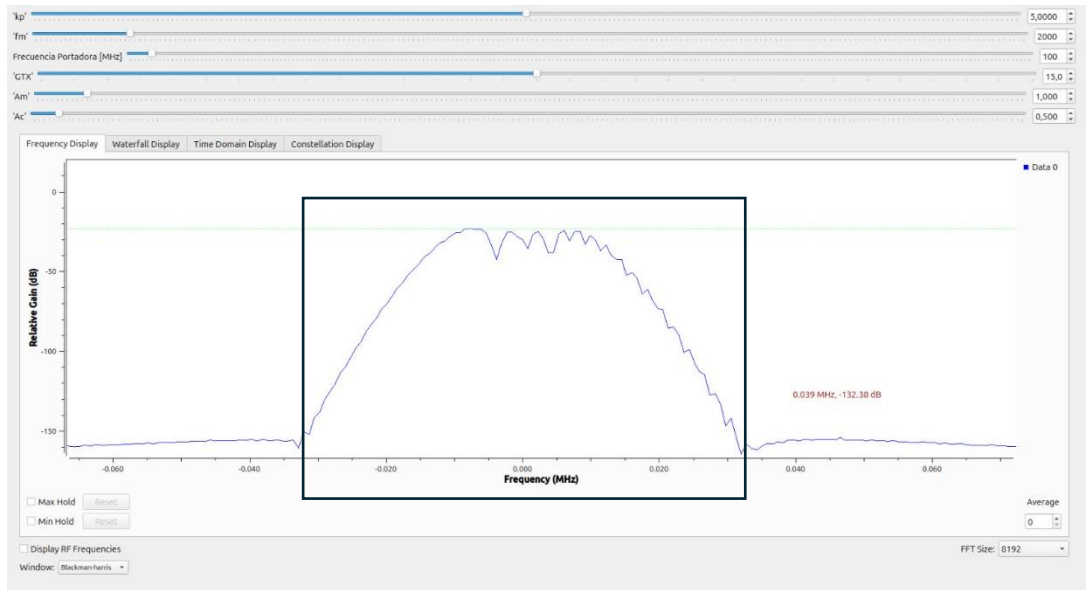 'kp' 5,0000
'fm' 2000
Frecuencia Portadora [MHz] 100
'GTX' 15,0
'Am' 1,000
'Ac' 0,500
Frequency Display Waterfall Display Time Domain Display Constellation Display
Data 0
0
-50
-100
-150
Relative Gain (dB)
0.039 MHz, -132.38 dB
-0.060 -0.040 -0.020 0.000 0.020 0.040 0.060
Frequency (MHz)
Max Hold Reset Average
Min Hold Reset 0
Display RF Frequencies FFT Size: 8192
Window: Blackman-harris